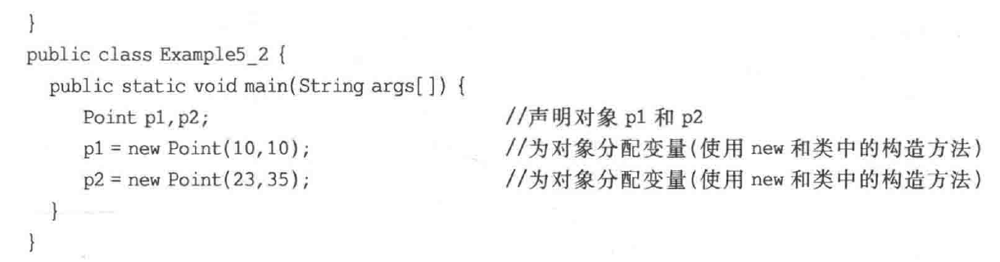 }
public class Example5_2 {
public static void main(String args[ ]) {
Point p1,p2; //声明对象 p1 和 p2
p1 = new Point(10,10); //为对象分配变量(使用 new 和类中的构造方法)
p2 = new Point(23,35); //为对象分配变量(使用 new 和类中的构造方法)
}
}